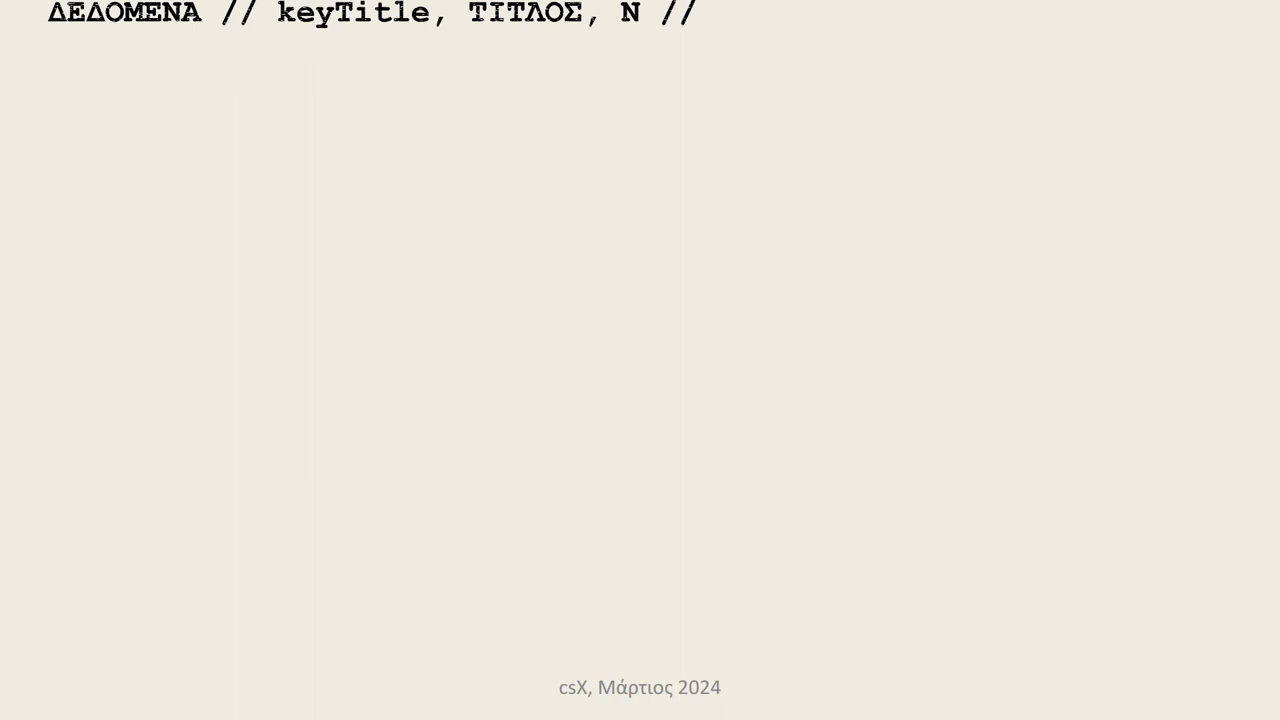 ΔΕΔΟΜΕΝΑ // keyTitle, ΤΙΤΛΟΣ, Ν //
csX, Μάρτιος 2024